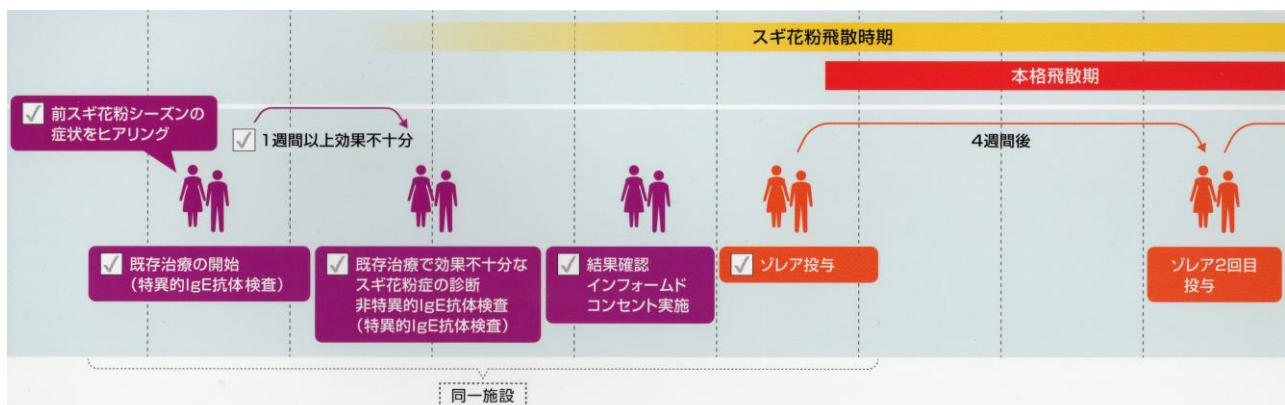 スギ花粉飛散時期
本格飛散期
前スギ花粉シーズンの
症状をヒアリング
1週間以上効果不十分
4週間後
既存治療の開始
（特異的IgE抗体検査）
既存治療で効果不十分な
スギ花粉症の診断
非特異的IgE抗体検査
（特異的IgE抗体検査）
結果確認
インフォームド
コンセント実施
ゾレア投与
ゾレア2回目
投与
同一施設